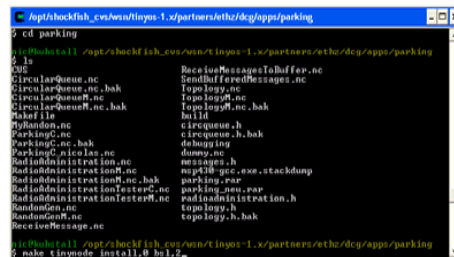 /opt/shockfish_cvs/wsn/tinyos-1.x/partners/ethz/dcg/apps/parking
$ cd parking
nic@kuhstall /opt/shockfish_cvs/wsn/tinyos-1.x/partners/ethz/dcg/apps/parking
$ ls
CVS ReceiveMessagesToBuffer.nc
CircularQueue.nc SendBufferedMessages.nc
CircularQueue.nc.bak Topology.nc
CircularQueueM.nc TopologyM.nc
CircularQueueM.nc.bak TopologyM.nc.bak
Makefile build
MyRandom.nc circqueue.h
ParkingC.nc circqueue.h.bak
ParkingC.nc.bak debugging
ParkingC_nicolas.nc dummy.nc
RadioAdministration.nc messages.h
RadioAdministrationM.nc msp430-gcc.exe.stackdump
RadioAdministrationM.nc.bak parking.rar
RadioAdministrationTesterC.nc parking_neu.rar
RadioAdministrationTesterM.nc radioadministration.h
RandomGen.nc topology.h
RandomGenM.nc topology.h.bak
ReceiveMessage.nc
nic@kuhstall /opt/shockfish_cvs/wsn/tinyos-1.x/partners/ethz/dcg/apps/parking
$ make tinynode install,0 bsl,2_